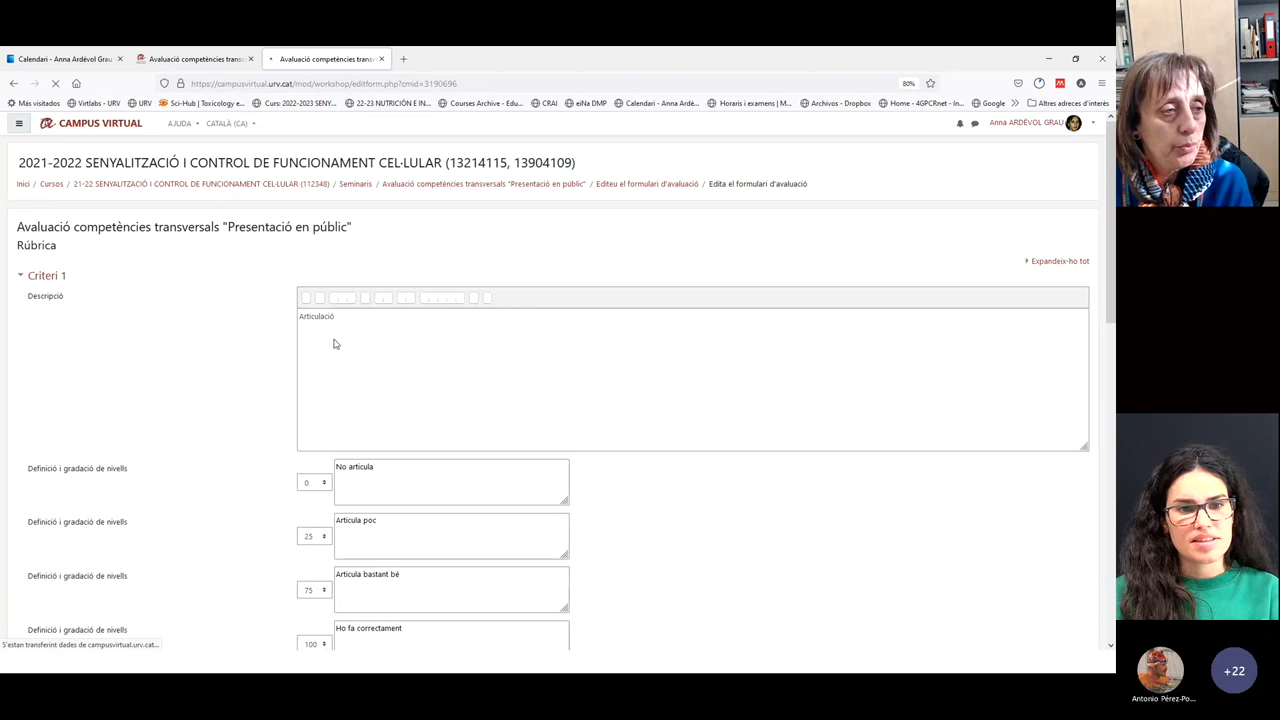 Calendari - Anna Ardèvol Grau
Avaluació competències transv
Avaluació competències transv
https://campusvirtual.urv.cat/mod/workshop/editform.php?cmid=3190696
80%
Más visitados
Virtlabs - URV
URV
Sci-Hub | Toxicology e...
Curs: 2022-2023 SENY...
22-23 NUTRICIÓN E IN...
Courses Archive - Edu...
CRAI
eiNa DMP
Calendari - Anna Ardé...
Horaris i examens | M...
Archivos - Dropbox
Home - 4GPCRnet - In...
Google
Altres adreces d'interés
CAMPUS VIRTUAL
AJUDA
CATALÀ (CA)
Anna ARDÈVOL GRAU
2021-2022 SENYALITZACIÓ I CONTROL DE FUNCIONAMENT CEL·LULAR (13214115, 13904109)
Inici / Cursos / 21-22 SENYALITZACIÓ I CONTROL DE FUNCIONAMENT CEL·LULAR (112348) / Seminaris / Avaluació competències transversals "Presentació en públic" / Editeu el formulari d'avaluació / Edita el formulari d'avaluació
Avaluació competències transversals "Presentació en públic"
Rúbrica
Expandeix-ho tot
Criteri 1
Descripció
Articulació
Definició i gradació de nivells
0
No articula
Definició i gradació de nivells
25
Articula poc
Definició i gradació de nivells
75
Articula bastant bé
Definició i gradació de nivells
100
Ho fa correctament
S'estan transferint dades de campusvirtual.urv.cat...
Antonio Pérez-Po...
+22